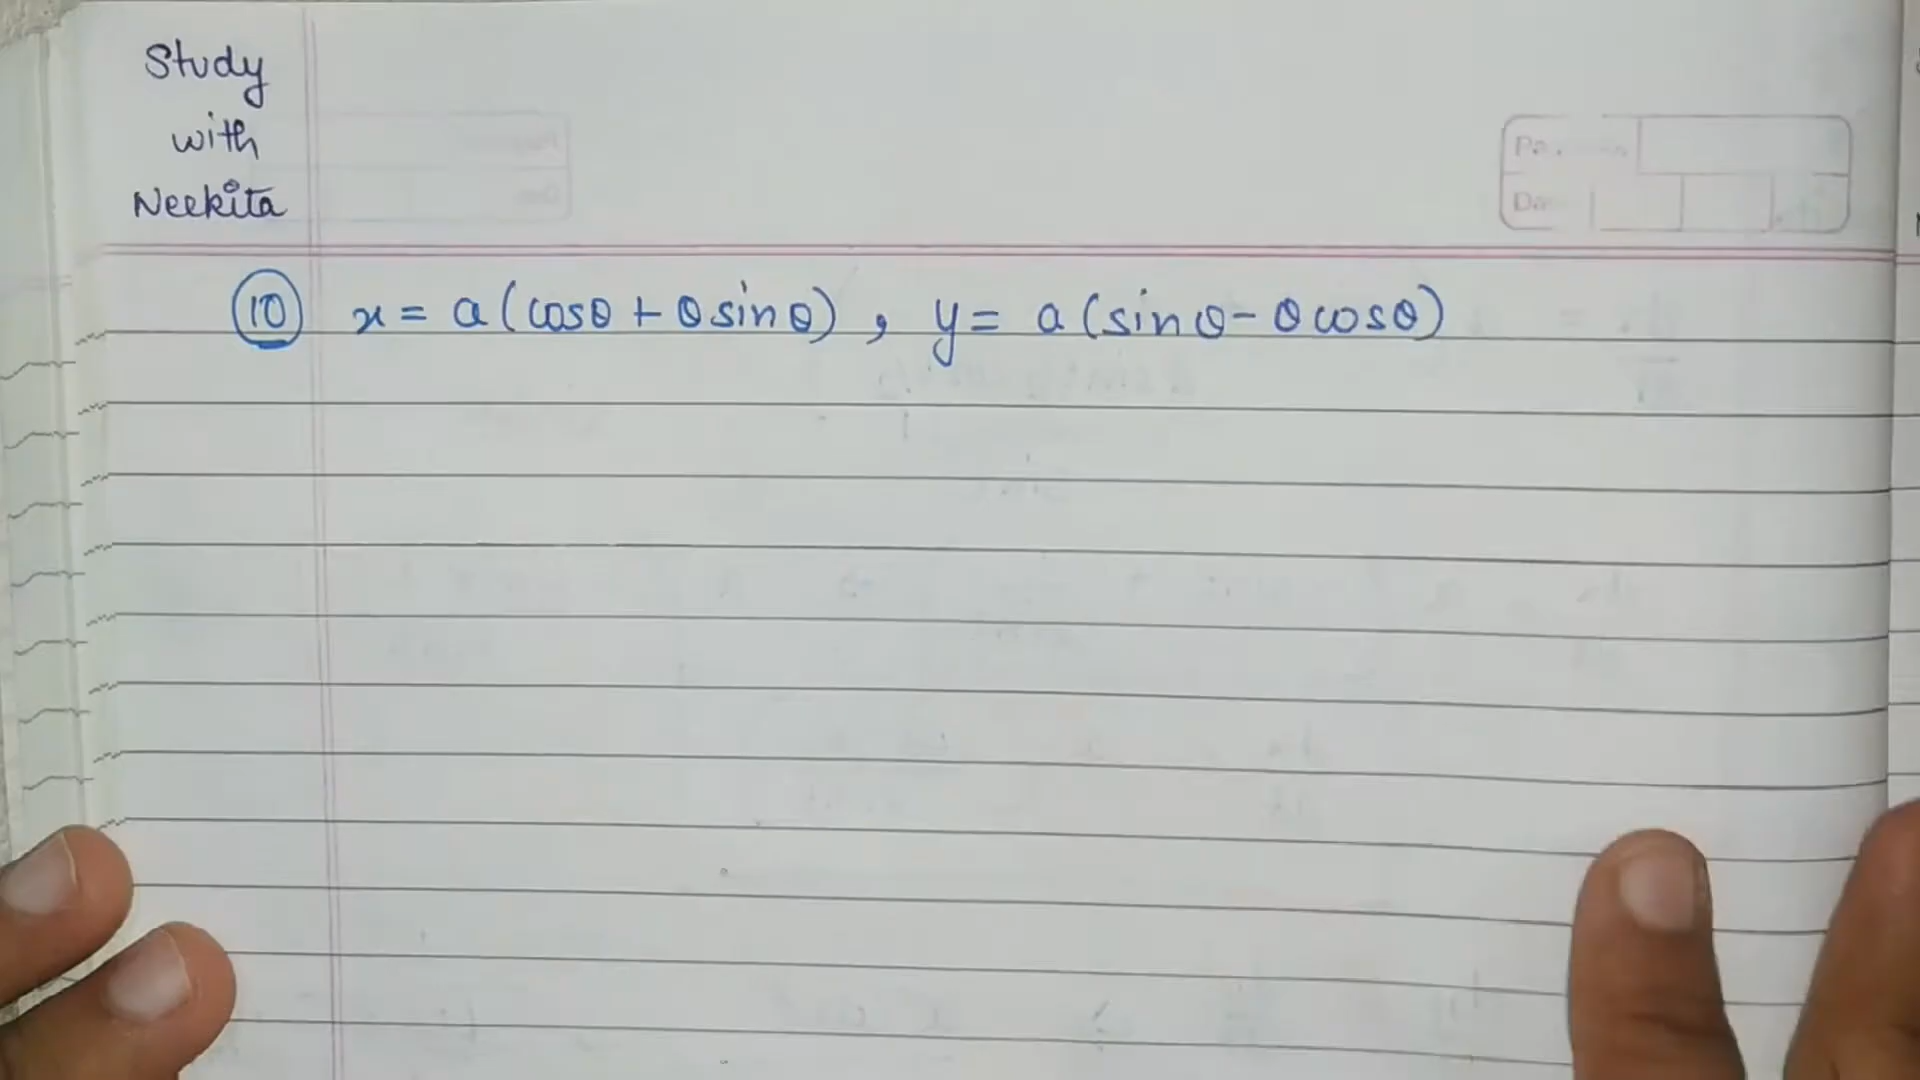 Study
with
Neekita
10 x = a(cosθ + θsinθ), y = a(sinθ - θcosθ)